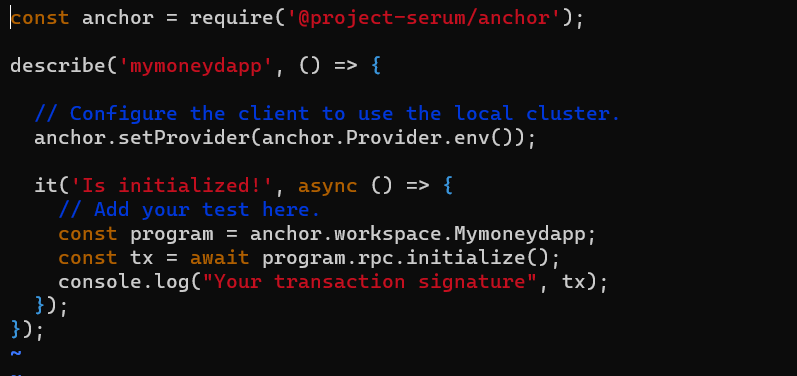 const anchor = require('@project-serum/anchor');
describe('mymoneydapp', () => {
  // Configure the client to use the local cluster.
  anchor.setProvider(anchor.Provider.env());
  it('Is initialized!', async () => {
    // Add your test here.
    const program = anchor.workspace.Mymoneydapp;
    const tx = await program.rpc.initialize();
    console.log("Your transaction signature", tx);
  });
});
~